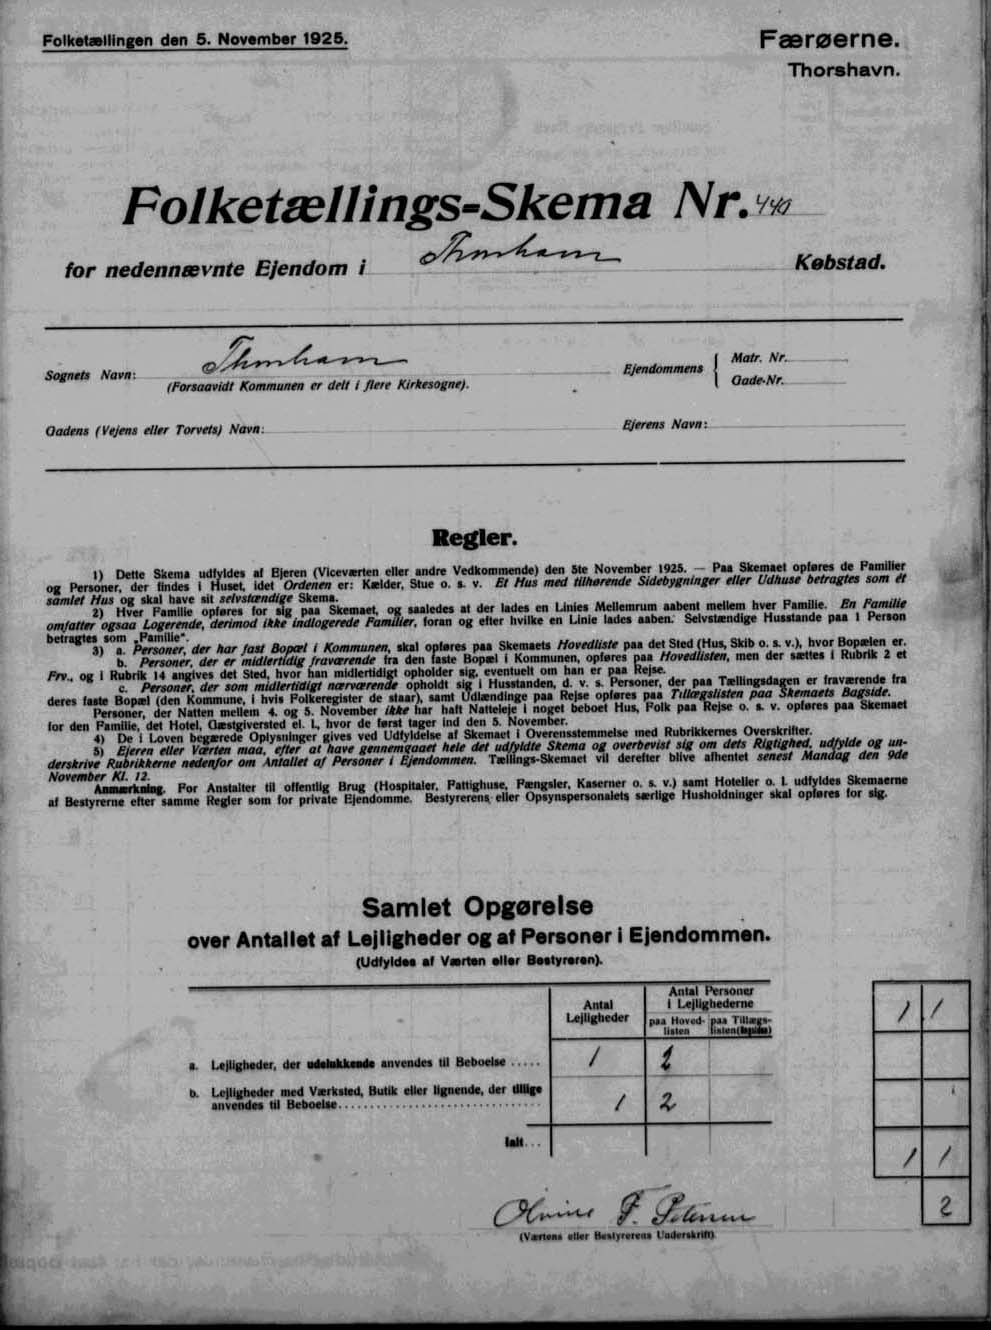 Folketællingen den 5. November 1925.
Færøerne.
Thorshavn.
Folketællings-Skema Nr. 440
for nedennævnte Ejendom i Thorshavn Købstad.
Sognets Navn: Thorshavn
(Forsaavidt Kommunen er delt i flere Kirkesogne).
Ejendommens
Matr. Nr.
Gade-Nr.
Gadens (Vejens eller Torvets) Navn:
Ejerens Navn:
Regler.
1) Dette Skema udfyldes af Ejeren (Viceværten eller andre Vedkommende) den 5te November 1925. — Paa Skemaet opføres de Familier
og Personer, der findes i Huset, idet Ordenen er: Kælder, Stue o. s. v. Et Hus med tilhørende Sidebygninger eller Udhuse betragtes som ét
samlet Hus og skal have sit selvstændige Skema.
2) Hver Familie opføres for sig paa Skemaet, og saaledes at der lades en Linies Mellemrum aabent mellem hver Familie. En Familie
omfatter ogsaa Logerende, derimod ikke indlogerede Familier, foran og efter hvilke en Linie lades aaben. Selvstændige Husstande paa 1 Person
betragtes som „Familie“.
3) a. Personer, der har fast Bopæl i Kommunen, skal opføres paa Skemaets Hovedliste paa det Sted (Hus, Skib o. s. v.), hvor Bopælen er.
b. Personer, der er midlertidig fraværende fra den faste Bopæl i Kommunen, opføres paa Hovedlisten, men der sættes i Rubrik 2 et
Frv., og i Rubrik 14 angives det Sted, hvor han midlertidigt opholder sig, eventuelt om han er paa Rejse.
c. Personer, der som midlertidigt nærværende opholdt sig i Husstanden, d. v. s. Personer, der paa Tællingsdagen er fraværende fra
deres faste Bopæl (den Kommune, i hvis Folkeregister de staar), samt Udlændinge paa Rejse opføres paa Tillægslisten paa Skemaets Bagside.
Personer, der Natten mellem 4. og 5. November ikke har haft Natteleje i noget beboet Hus, Folk paa Rejse o. s. v. opføres paa Skemaet
for den Familie, det Hotel, Gæstgiversted el. l., hvor de først tager ind den 5. November.
4) De i Loven begærede Oplysninger gives ved Udfyldelse af Skemaet i Overensstemmelse med Rubrikkernes Overskrifter.
5) Ejeren eller Værten maa, efter at have gennemgaaet hele det udfyldte Skema og overbevist sig om dets Rigtighed, udfylde og un-
derskrive Rubrikkerne nedenfor om Antallet af Personer i Ejendommen. Tællings-Skemaet vil derefter blive afhentet senest Mandag den 9de
November Kl. 12.
Anmærkning. For Anstalter til offentlig Brug (Hospitaler, Fattighuse, Fængsler, Kaserner o. s. v.) samt Hoteller o. l. udfyldes Skemaerne
af Bestyrerne efter samme Regler som for private Ejendomme. Bestyrerens eller Opsynspersonalets særlige Husholdninger skal opføres for sig.
Samlet Opgørelse
over Antallet af Lejligheder og af Personer i Ejendommen.
(Udfyldes af Værten eller Bestyreren).
Antal
Lejligheder
Antal Personer
i Lejlighederne
paa Hoved-
listen
paa Tillægs-
listen (Bagsiden)
1 1
a. Lejligheder, der udelukkende anvendes til Beboelse ..... 1
b. Lejligheder med Værksted, Butik eller lignende, der tillige
anvendes til Beboelse............................ 1 2
Ialt...
1 1
2
F. Petersen
(Værtens eller Bestyrerens Underskrift)